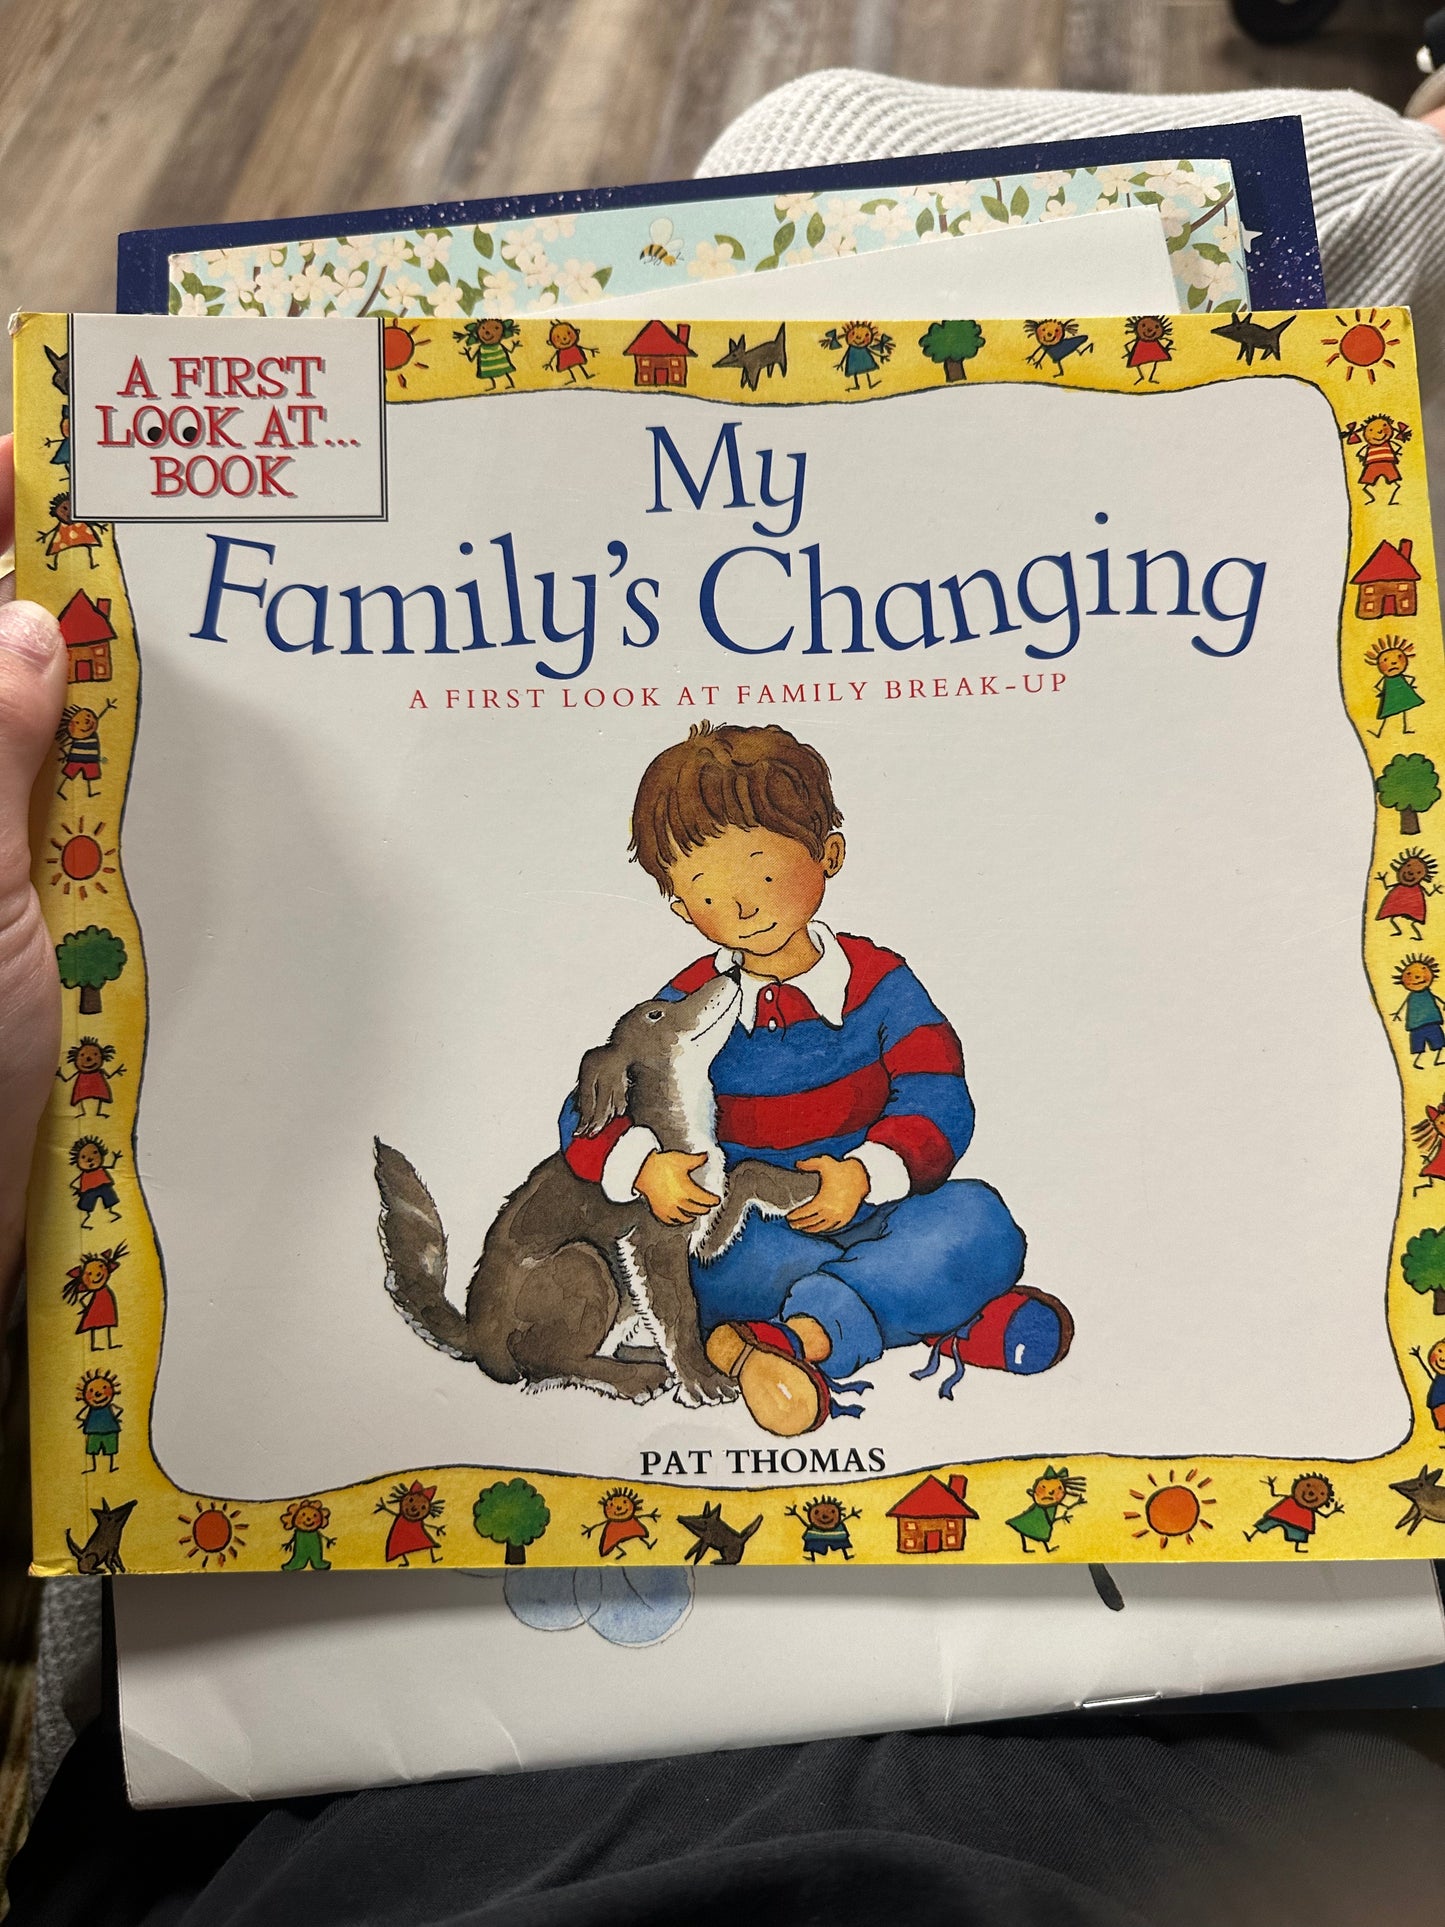 A FIRST
LOOK AT...
BOOK
My
Family's Changing
A FIRST LOOK AT FAMILY BREAK-UP
PAT THOMAS